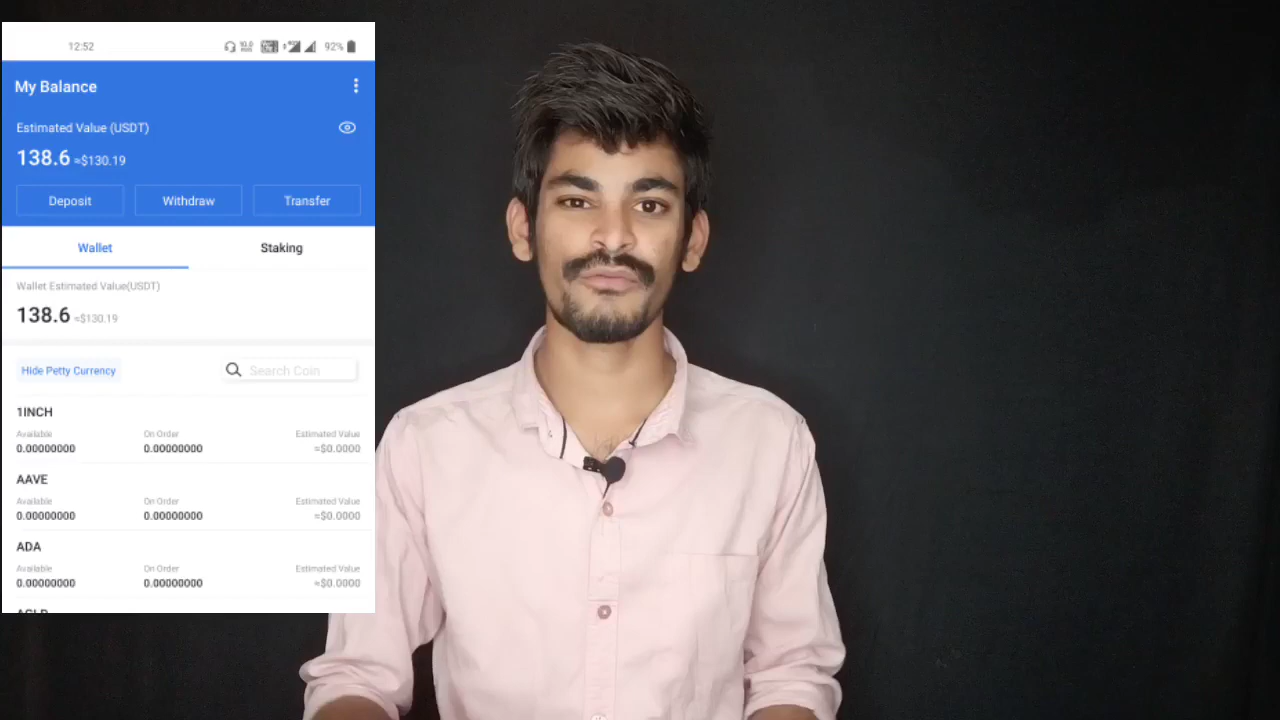 12:52 92%
My Balance
Estimated Value (USDT)
138.6 ≈$130.19
Deposit Withdraw Transfer
Wallet Staking
Wallet Estimated Value(USDT)
138.6 ≈$130.19
Hide Petty Currency Search Coin
1INCH
Available On Order Estimated Value
0.00000000 0.00000000 ≈$0.0000
AAVE
Available On Order Estimated Value
0.00000000 0.00000000 ≈$0.0000
ADA
Available On Order Estimated Value
0.00000000 0.00000000 ≈$0.0000